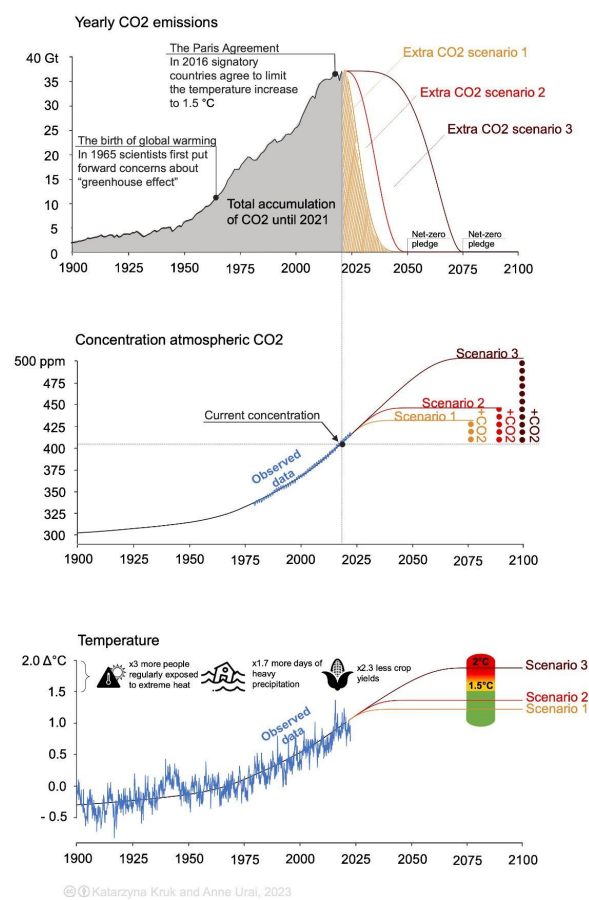 Yearly CO2 emissions
40 Gt
35
30
25
20
15
10
5
0
The Paris Agreement
In 2016 signatory
countries agree to limit
the temperature increase
to 1.5 °C
The birth of global warming
In 1965 scientists first put
forward concerns about
“greenhouse effect”
Total accumulation
of CO2 until 2021
Extra CO2 scenario 1
Extra CO2 scenario 2
Extra CO2 scenario 3
Net-zero
pledge
Net-zero
pledge
1900 1925 1950 1975 2000 2025 2050 2075 2100
Concentration atmospheric CO2
500 ppm
475
450
425
400
375
350
325
300
Current concentration
Observed
data
Scenario 3
Scenario 2
Scenario 1
+CO2
+CO2
+CO2
1900 1925 1950 1975 2000 2025 2050 2075 2100
Temperature
2.0 Δ°C
1.5
1.0
0.5
0.0
- 0.5
x3 more people
regularly exposed
to extreme heat
x1.7 more days of
heavy
precipitation
x2.3 less crop
yields
Observed
data
2°C
1.5°C
Scenario 3
Scenario 2
Scenario 1
1900 1925 1950 1975 2000 2025 2050 2075 2100
Katarzyna Kruk and Anne Urai, 2023